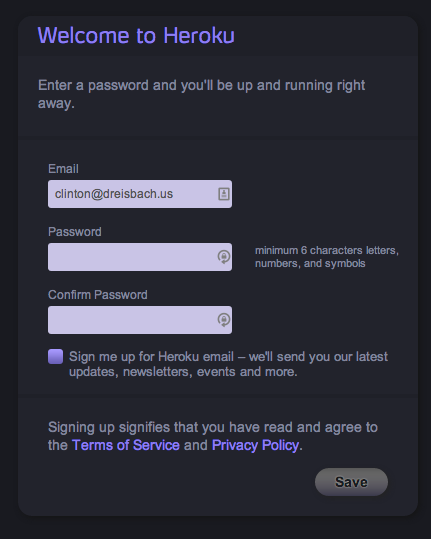 Welcome to Heroku
Enter a password and you'll be up and running right
away.
Email
clinton@dreisbach.us
Password
minimum 6 characters letters,
numbers, and symbols
Confirm Password
Sign me up for Heroku email – we'll send you our latest
updates, newsletters, events and more.
Signing up signifies that you have read and agree to
the Terms of Service and Privacy Policy.
Save